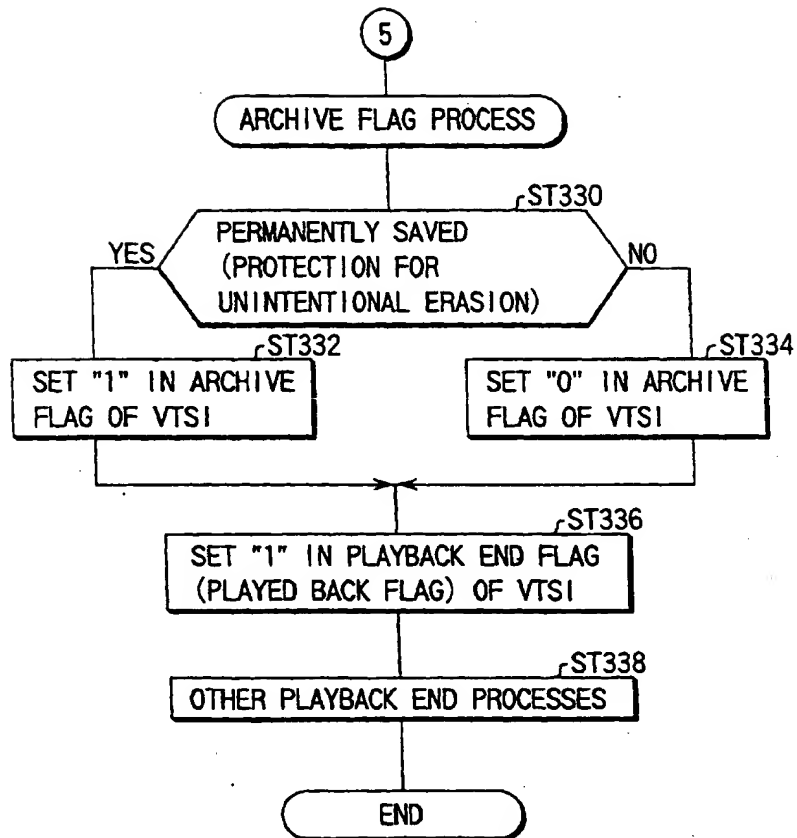 5
ARCHIVE FLAG PROCESS
ST330
PERMANENTLY SAVED
(PROTECTION FOR
UNINTENTIONAL ERASION)
YES
NO
ST332
SET "1" IN ARCHIVE
FLAG OF VTSI
ST334
SET "0" IN ARCHIVE
FLAG OF VTSI
ST336
SET "1" IN PLAYBACK END FLAG
(PLAYED BACK FLAG) OF VTSI
ST338
OTHER PLAYBACK END PROCESSES
END